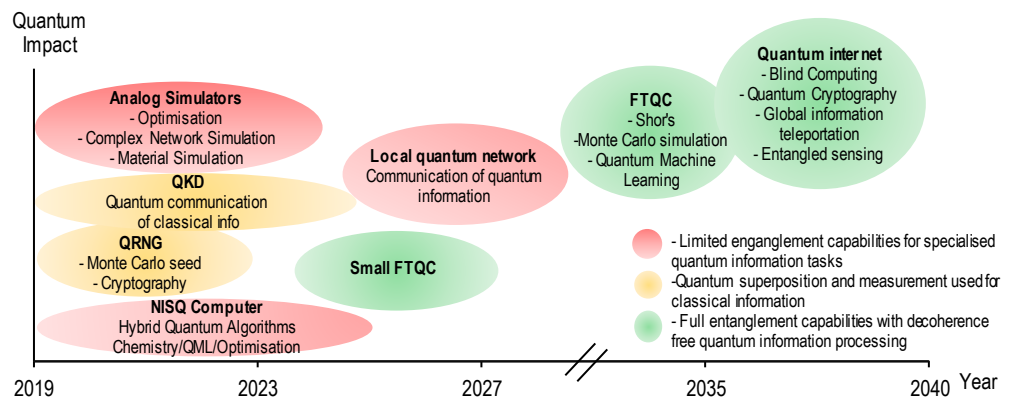 Quantum
Impact
Analog Simulators
- Optimisation
- Complex Network Simulation
- Material Simulation
QKD
Quantum communication
of classical info
QRNG
- Monte Carlo seed
- Cryptography
NISQ Computer
Hybrid Quantum Algorithms
Chemistry/QML/Optimisation
Local quantum network
Communication of quantum
information
Small FTQC
FTQC
- Shor's
-Monte Carlo simulation
- Quantum Machine
Learning
Quantum internet
- Blind Computing
- Quantum Cryptography
- Global information
teleportation
- Entangled sensing
- Limited enganglement capabilities for specialised
quantum information tasks
-Quantum superposition and measurement used for
classical information
- Full entanglement capabilities with decoherence
free quantum information processing
2019
2023
2027
2035
2040
Year